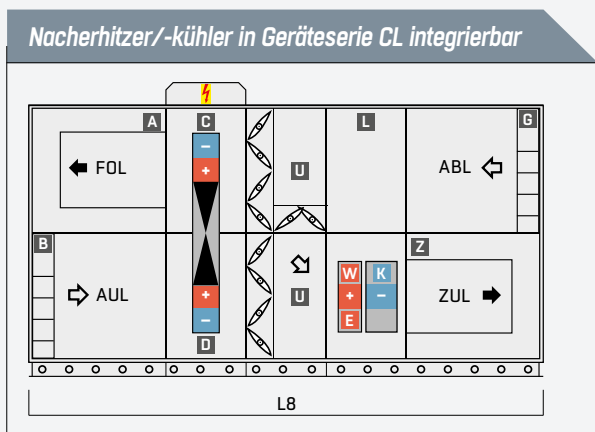 Nacherhitzer/-kühler in Geräteserie CL integrierbar
A
C
L
G
–
+
FOL
U
ABL
B
Z
AUL
+
–
D
U
W
+
E
K
–
ZUL
L8